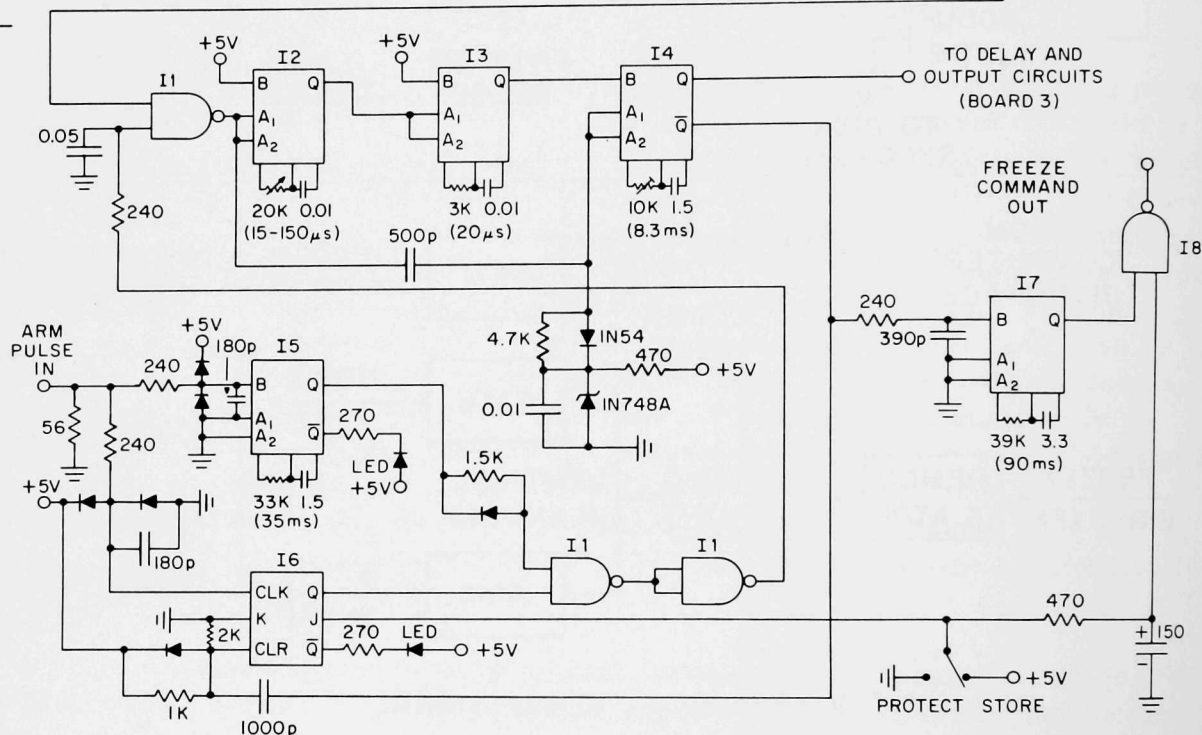 +5V
I1
I2
B Q
A1
A2
20K 0.01
(15-150μs)
0.05
240
500p
+5V
I3
B Q
A1
A2
3K 0.01
(20μs)
I4
B Q
A1 Q̅
A2
10K 1.5
(8.3ms)
TO DELAY AND
OUTPUT CIRCUITS
(BOARD 3)
FREEZE
COMMAND
OUT
I8
240
390p
I7
B Q
A1
A2
39K 3.3
(90ms)
4.7K
IN54
470
+5V
0.01
IN748A
ARM
PULSE
IN
56
240
240
+5V
180p
I5
B Q
A1
A2 Q̅
33K 1.5
(35ms)
270
LED
+5V
1.5K
+5V
180p
I6
CLK Q
K J
CLR Q̅
2K
270 LED
+5V
1K
1000p
I1
I1
470
+ 150
-
+5V
PROTECT STORE